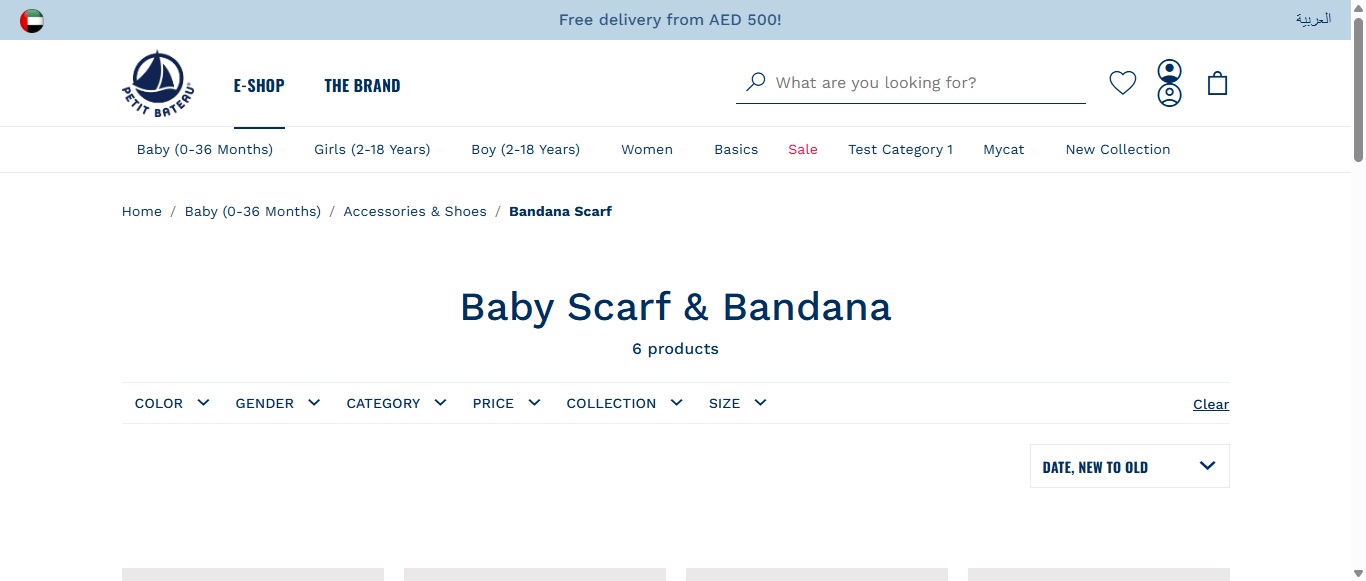 Free delivery from AED 500!
العربية
PETIT BATEAU
E-SHOP
THE BRAND
What are you looking for?
Baby (0-36 Months)
Girls (2-18 Years)
Boy (2-18 Years)
Women
Basics
Sale
Test Category 1
Mycat
New Collection
Home / Baby (0-36 Months) / Accessories & Shoes / Bandana Scarf
Baby Scarf & Bandana
6 products
COLOR
GENDER
CATEGORY
PRICE
COLLECTION
SIZE
Clear
DATE, NEW TO OLD